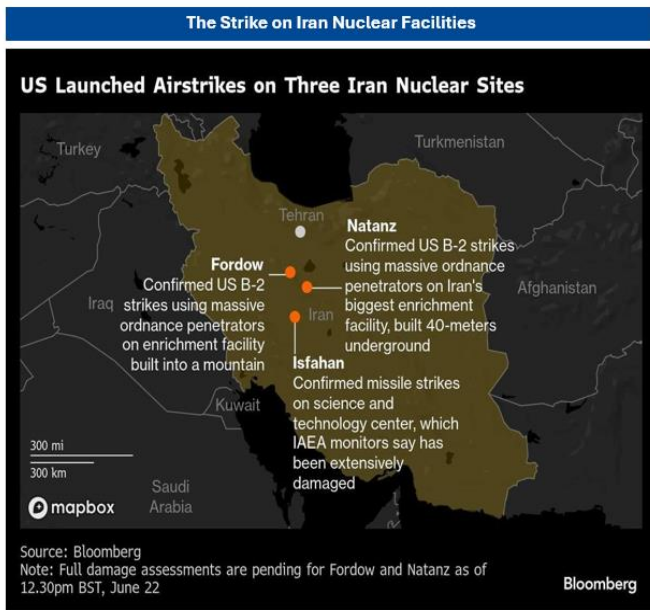 The Strike on Iran Nuclear Facilities
US Launched Airstrikes on Three Iran Nuclear Sites
Turkey
Turkmenistan
Tehran
Natanz
Confirmed US B-2 strikes
using massive ordnance
penetrators on Iran's
biggest enrichment
facility, built 40-meters
underground
Fordow
Confirmed US B-2
strikes using massive
ordnance penetrators
on enrichment facility
built into a mountain
Iraq
Iran
Afghanistan
Isfahan
Confirmed missile strikes
on science and
technology center, which
IAEA monitors say has
been extensively
damaged
Kuwait
300 mi
300 km
Saudi
Arabia
mapbox
Source: Bloomberg
Note: Full damage assessments are pending for Fordow and Natanz as of
12.30pm BST, June 22
Bloomberg